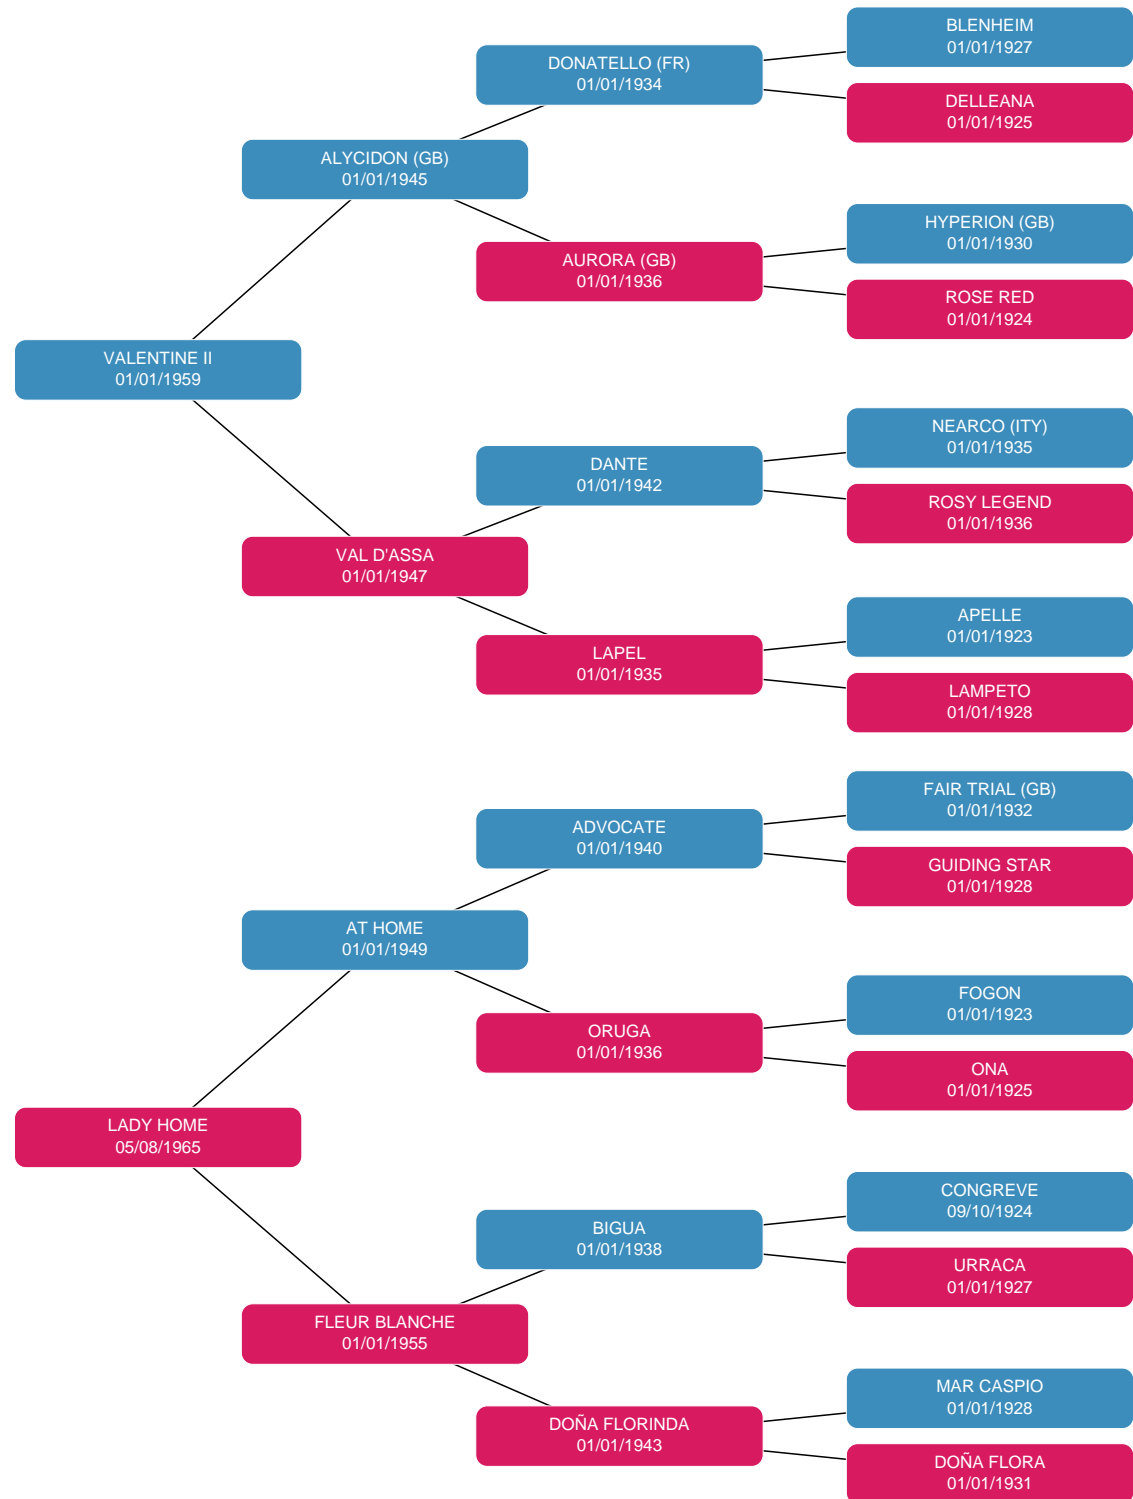 BLENHEIM
01/01/1927
DONATELLO (FR)
01/01/1934
DELLEANA
01/01/1925
ALYCIDON (GB)
01/01/1945
HYPERION (GB)
01/01/1930
AURORA (GB)
01/01/1936
ROSE RED
01/01/1924
VALENTINE II
01/01/1959
NEARCO (ITY)
01/01/1935
DANTE
01/01/1942
ROSY LEGEND
01/01/1936
VAL D'ASSA
01/01/1947
APELLE
01/01/1923
LAPEL
01/01/1935
LAMPETO
01/01/1928
FAIR TRIAL (GB)
01/01/1932
ADVOCATE
01/01/1940
GUIDING STAR
01/01/1928
AT HOME
01/01/1949
FOGON
01/01/1923
ORUGA
01/01/1936
ONA
01/01/1925
LADY HOME
05/08/1965
CONGREVE
09/10/1924
BIGUA
01/01/1938
URRACA
01/01/1927
FLEUR BLANCHE
01/01/1955
MAR CASPIO
01/01/1928
DOÑA FLORINDA
01/01/1943
DOÑA FLORA
01/01/1931